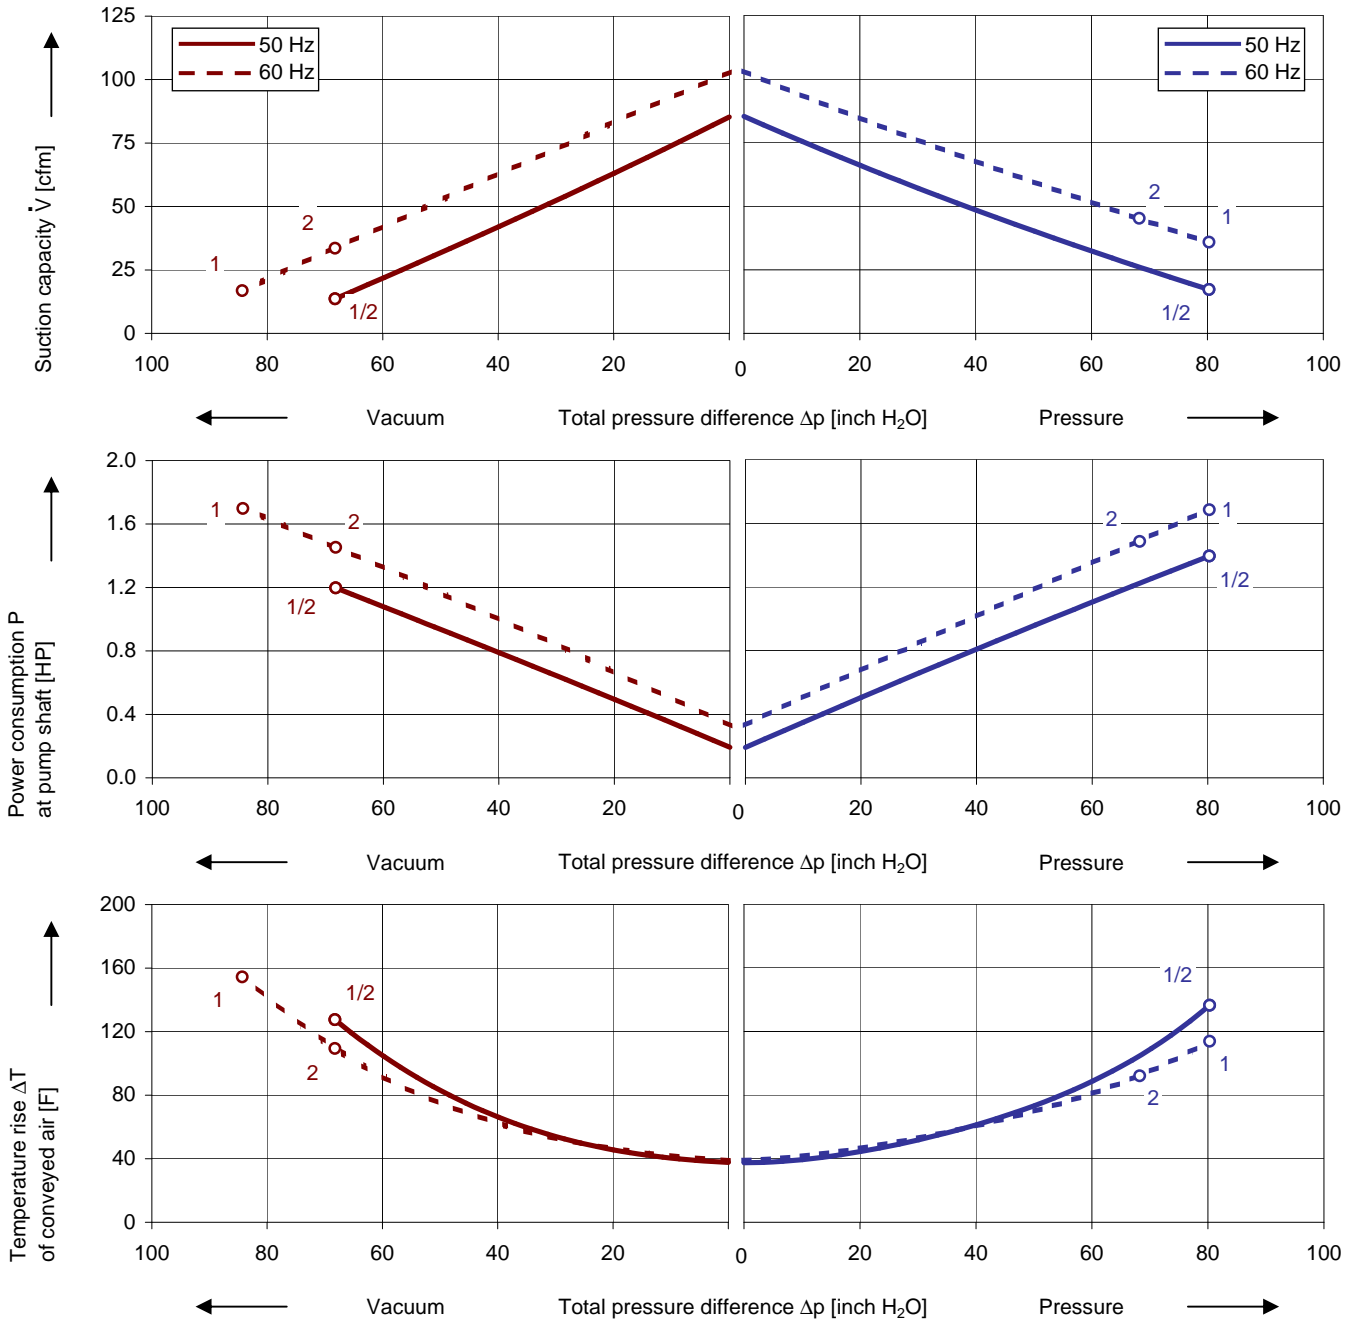 125
100
75
50
25
0
Suction capacity V̇ [cfm]
50 Hz
60 Hz
50 Hz
60 Hz
2
1
1/2
2
1
1/2
100 80 60 40 20 0 20 40 60 80 100
Vacuum Total pressure difference Δp [inch H₂O] Pressure
2.0
1.6
1.2
0.8
0.4
0.0
Power consumption P
at pump shaft [HP]
1
2
1/2
2
1
1/2
100 80 60 40 20 0 20 40 60 80 100
Vacuum Total pressure difference Δp [inch H₂O] Pressure
200
160
120
80
40
0
Temperature rise ΔT
of conveyed air [F]
1
1/2
2
1/2
1
2
100 80 60 40 20 0 20 40 60 80 100
Vacuum Total pressure difference Δp [inch H₂O] Pressure